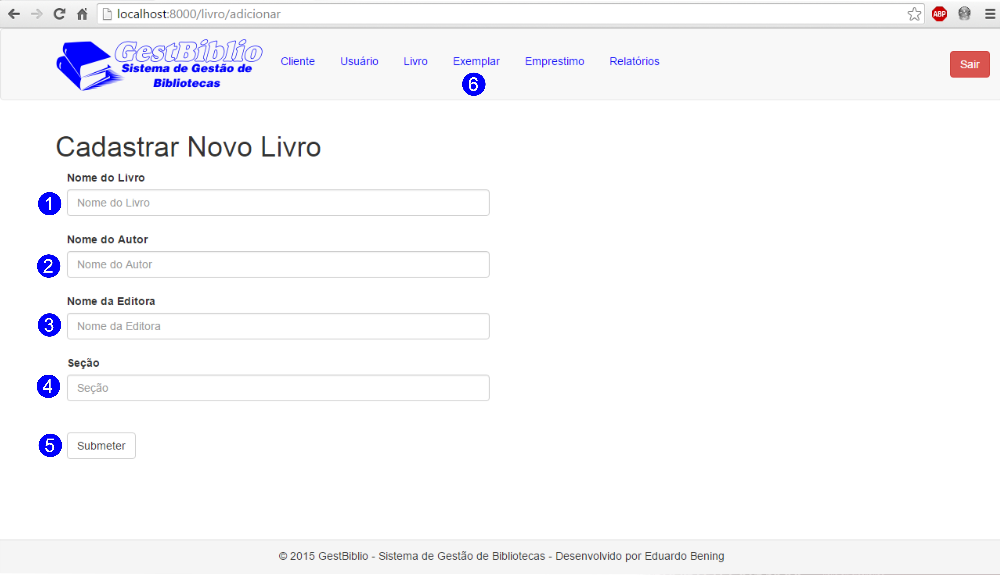 localhost:8000/livro/adicionar
ABP
GestBiblio
Sistema de Gestão de
Bibliotecas
Cliente Usuário Livro Exemplar Emprestimo Relatórios Sair
6
Cadastrar Novo Livro
Nome do Livro
1 Nome do Livro
Nome do Autor
2 Nome do Autor
Nome da Editora
3 Nome da Editora
Seção
4 Seção
5 Submeter
© 2015 GestBiblio - Sistema de Gestão de Bibliotecas - Desenvolvido por Eduardo Bening